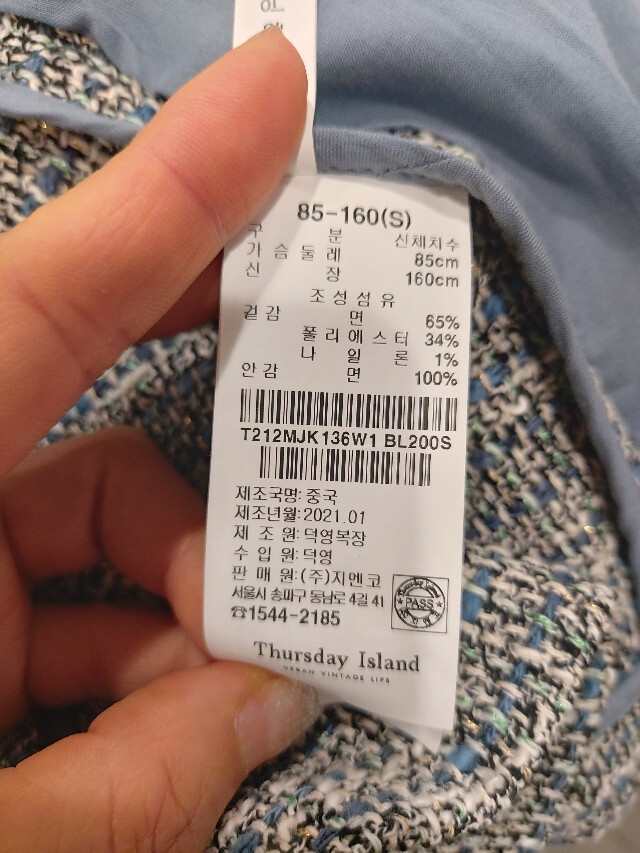 85-160(S)
구 분 신체치수
가 슴 둘 레 85cm
신 장 160cm
조 성 섬 유
겉 감 면 65%
폴 리 에 스 터 34%
나 일 론 1%
안 감 면 100%
T212MJK136W1 BL200S
제조국명: 중국
제조년월: 2021.01
제 조 원: 덕영복장
수 입 원: 덕영
판 매 원: (주)지엔코
서울시 송파구 동남로 4길 41
☎1544-2185
Thursday Island
PASS
Thursday Island
URBAN VINTAGE LIFE